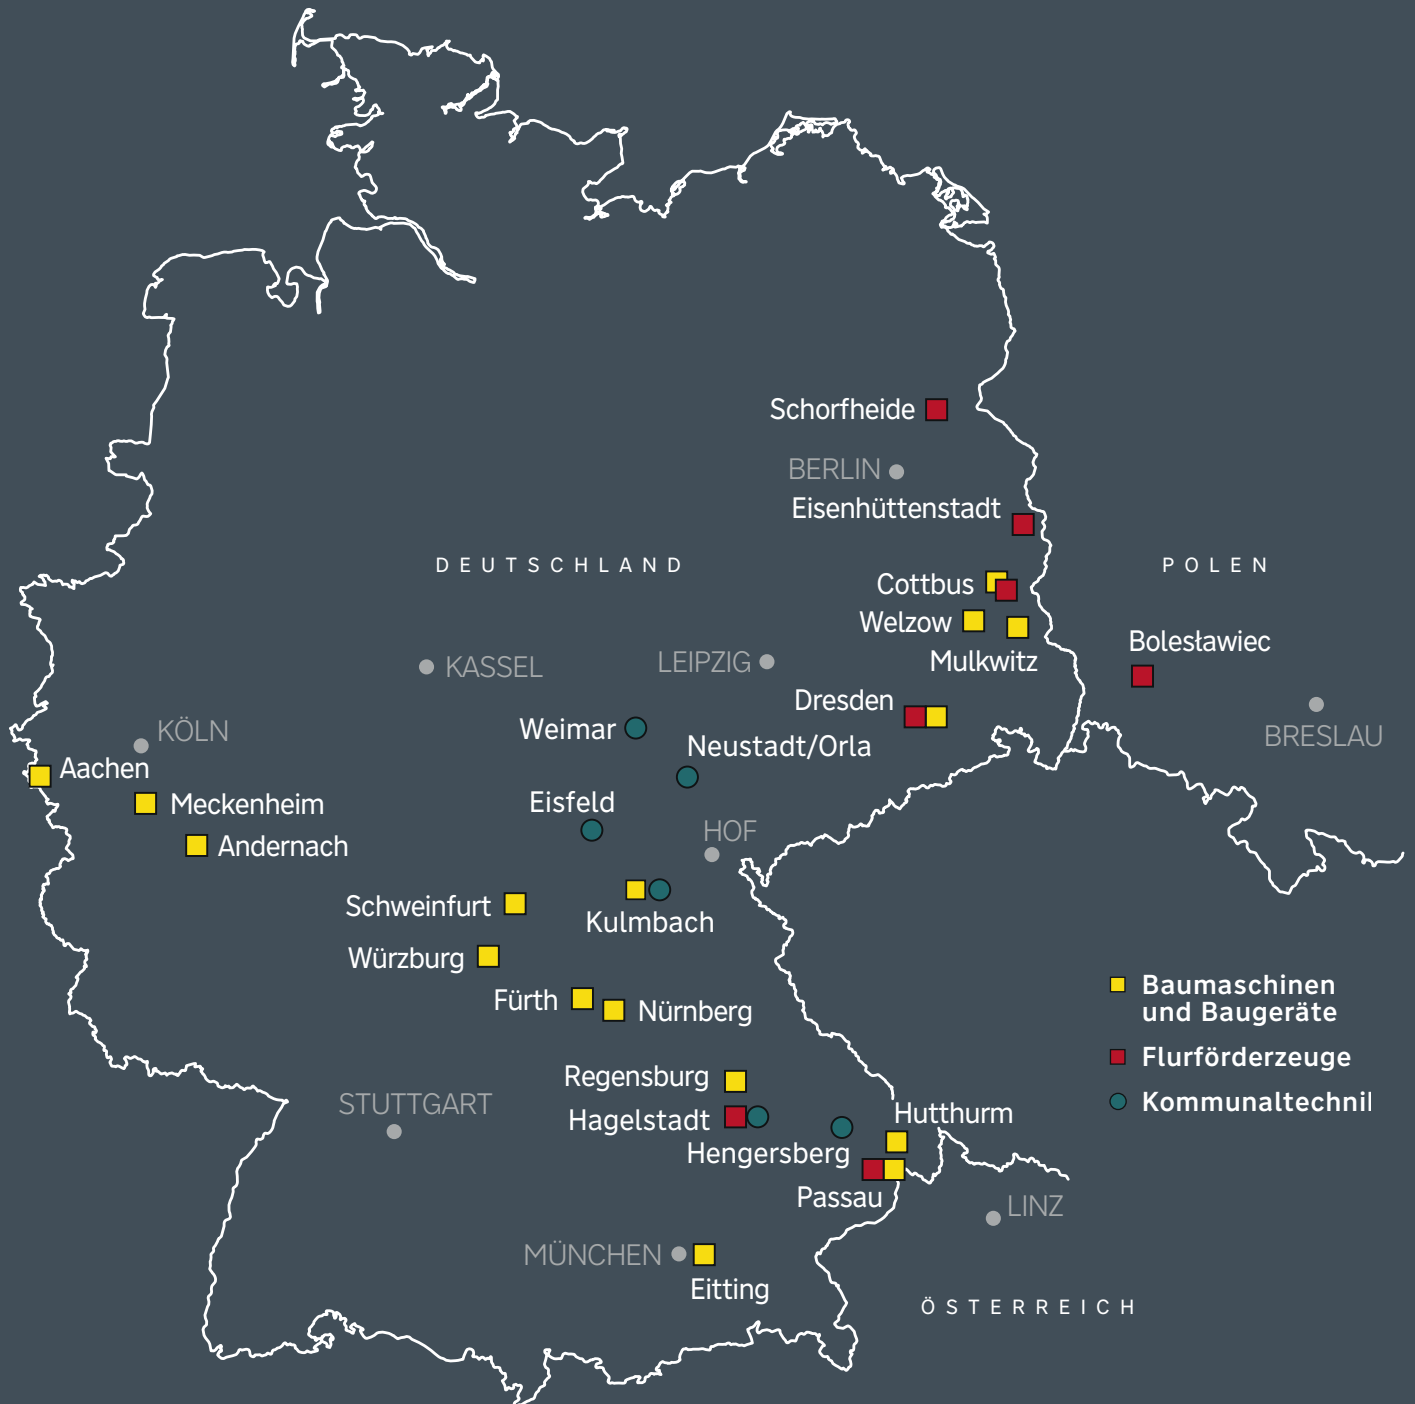 Schorfheide
BERLIN
Eisenhüttenstadt
DEUTSCHLAND
POLEN
Cottbus
Welzow
Mulkwitz
Bolesławiec
KASSEL
LEIPZIG
Dresden
BRESLAU
KÖLN
Weimar
Neustadt/Orla
Aachen
Meckenheim
Eisfeld
HOF
Andernach
Schweinfurt
Kulmbach
Würzburg
Fürth
Nürnberg
Baumaschinen
und Baugeräte
Flurförderzeuge
Kommunaltechnil
Regensburg
STUTTGART
Hagelstadt
Hutthurm
Hengersberg
Passau
LINZ
MÜNCHEN
Eitting
ÖSTERREICH